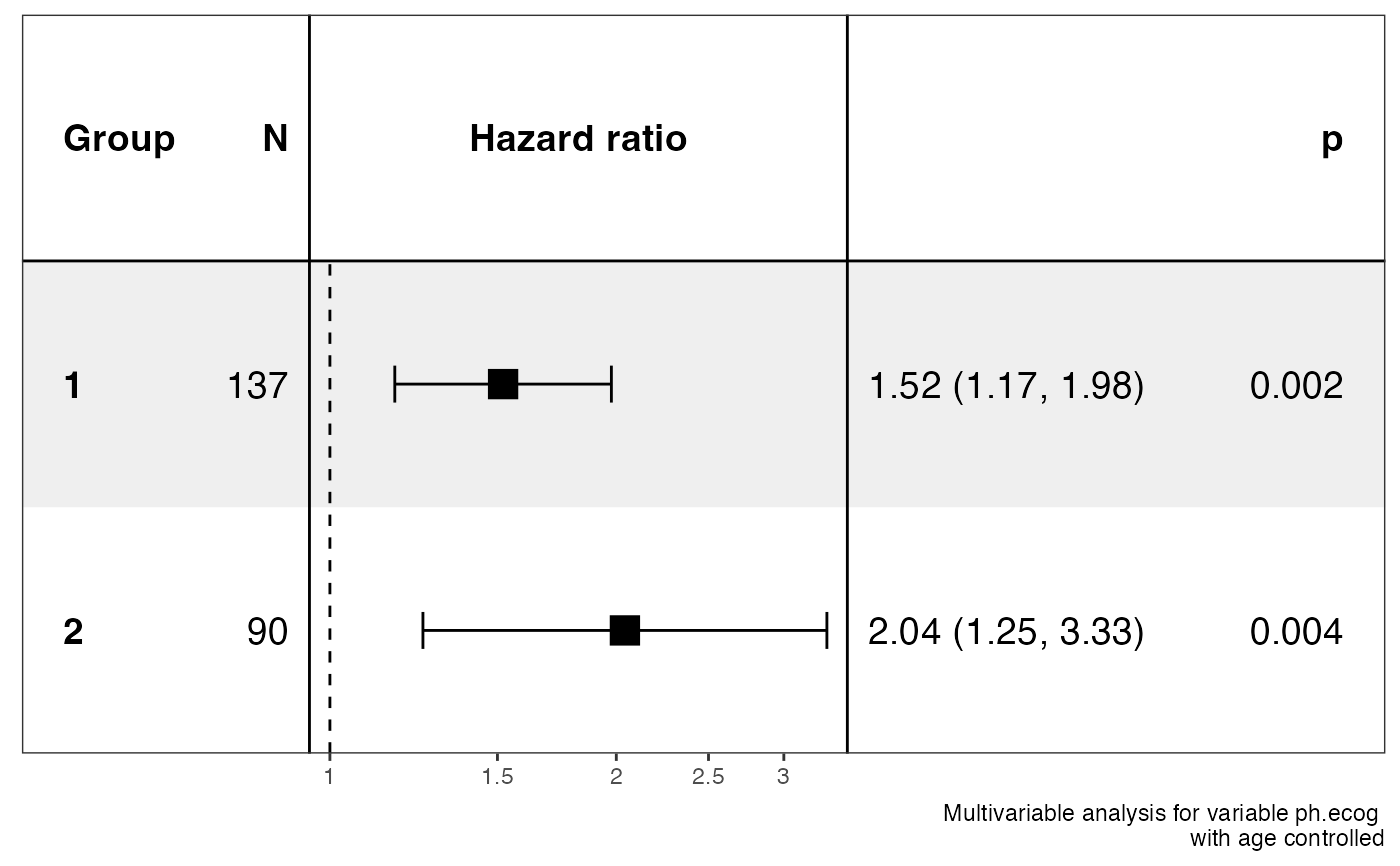 Group N Hazard ratio p
1 137 1.52 (1.17, 1.98) 0.002
2 90 2.04 (1.25, 3.33) 0.004
1 1.5 2 2.5 3
Multivariable analysis for variable ph.ecog
with age controlled